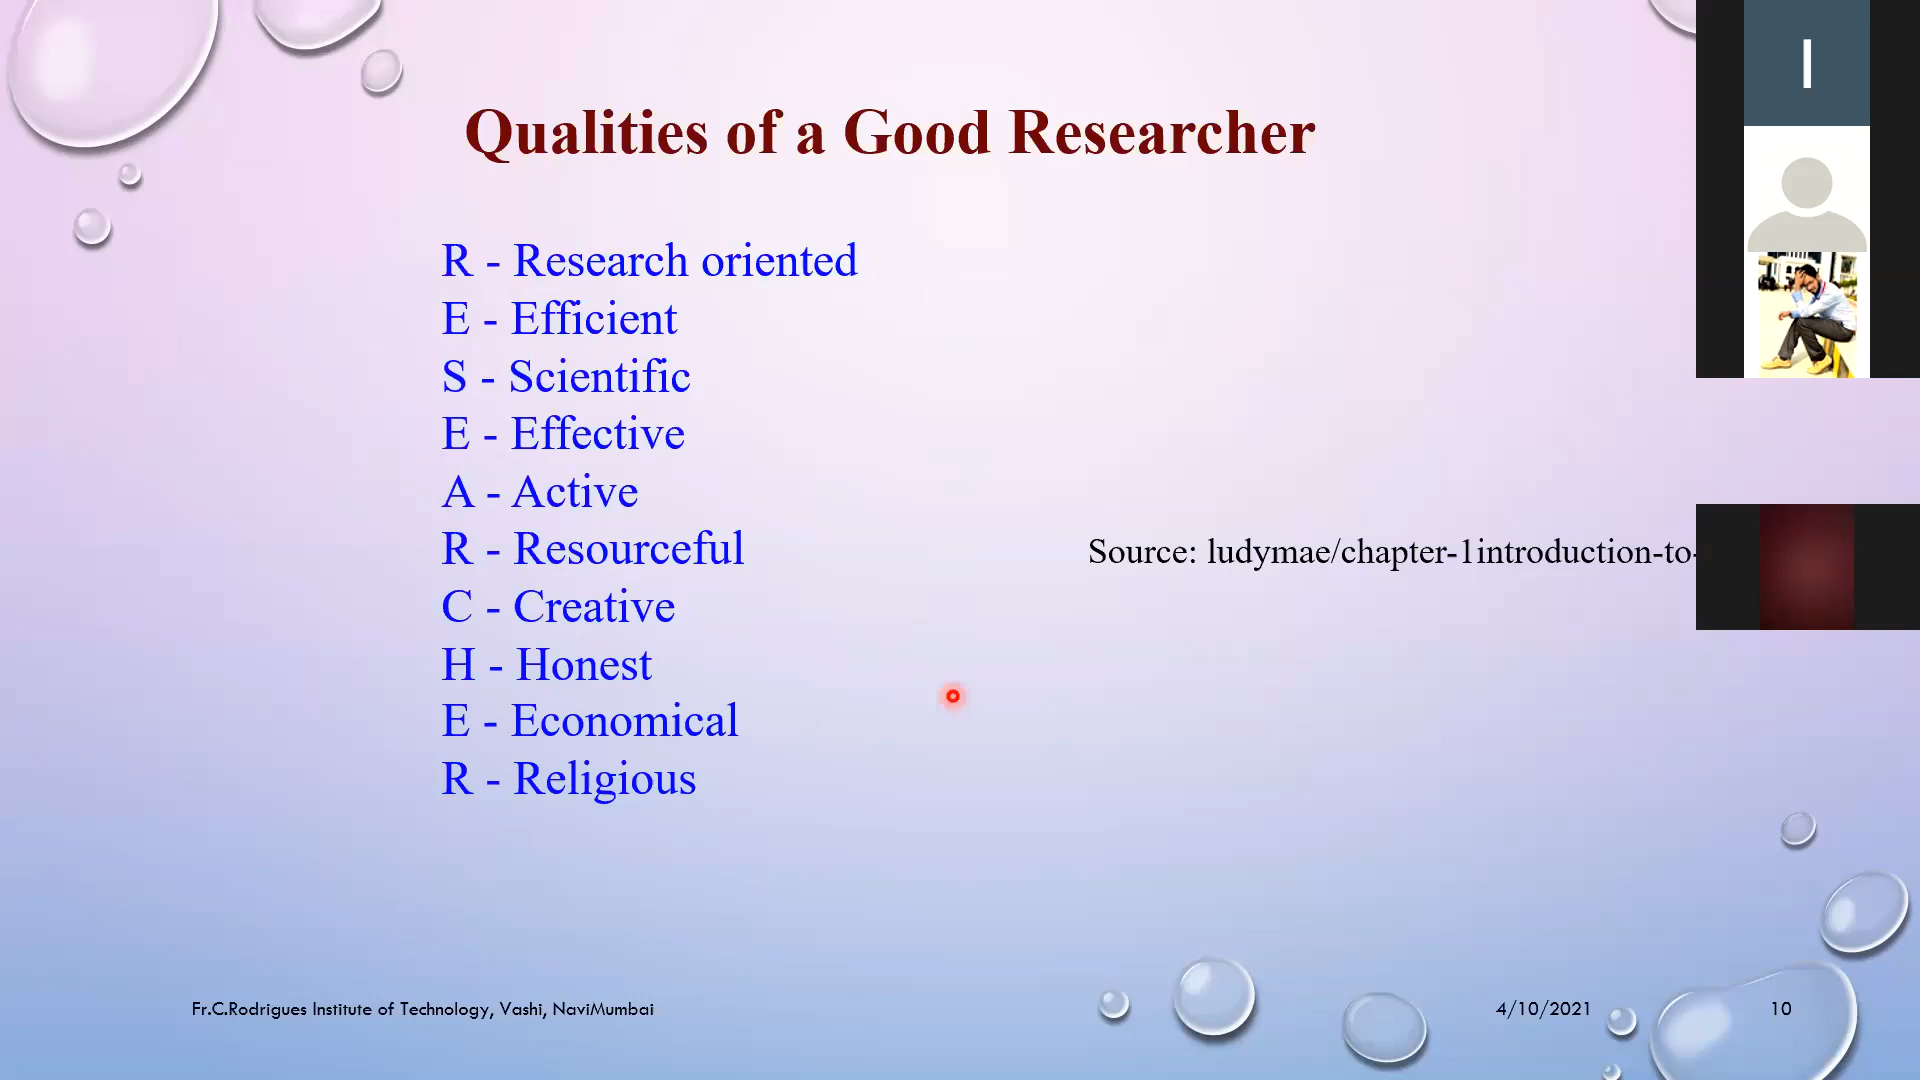 Qualities of a Good Researcher
R - Research oriented
E - Efficient
S - Scientific
E - Effective
A - Active
R - Resourceful
C - Creative
H - Honest
E - Economical
R - Religious
Source: ludymae/chapter-1introduction-to-
I
Fr.C.Rodrigues Institute of Technology, Vashi, NaviMumbai
4/10/2021
10